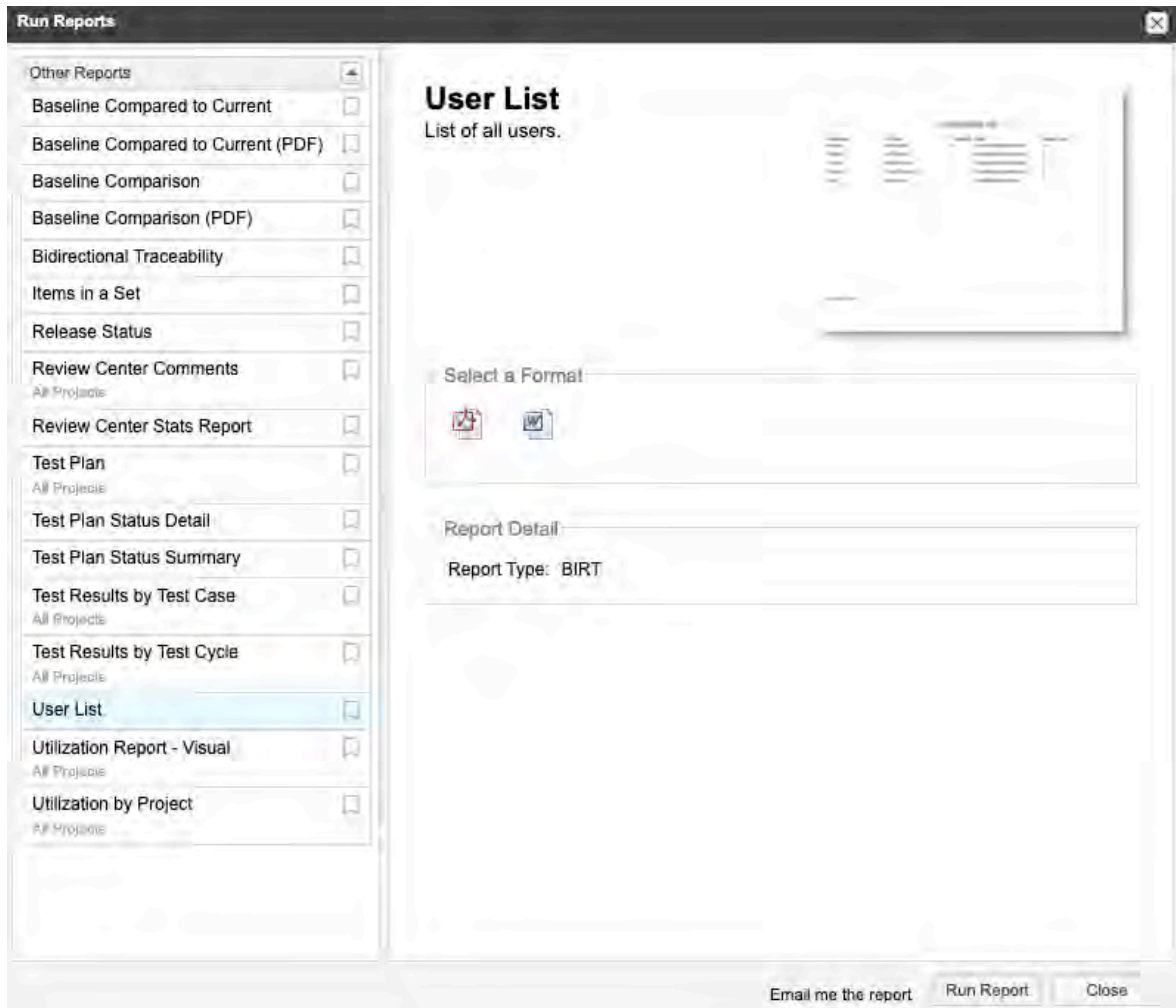 Run Reports
Other Reports
Baseline Compared to Current
Baseline Compared to Current (PDF)
Baseline Comparison
Baseline Comparison (PDF)
Bidirectional Traceability
Items in a Set
Release Status
Review Center Comments
All Projects
Review Center Stats Report
Test Plan
All Projects
Test Plan Status Detail
Test Plan Status Summary
Test Results by Test Case
All Projects
Test Results by Test Cycle
All Projects
User List
Utilization Report - Visual
All Projects
Utilization by Project
All Projects
User List
List of all users.
Select a Format
Report Detail
Report Type: BIRT
Email me the report
Run Report
Close